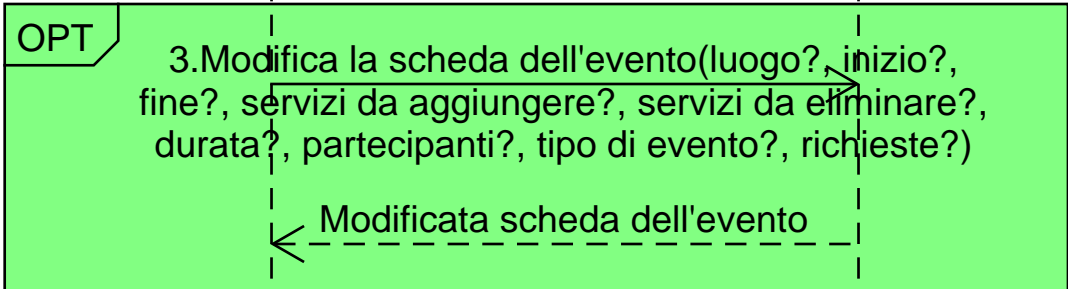 OPT
3.Modifica la scheda dell'evento(luogo?, inizio?,
fine?, servizi da aggiungere?, servizi da eliminare?,
durata?, partecipanti?, tipo di evento?, richieste?)
Modificata scheda dell'evento